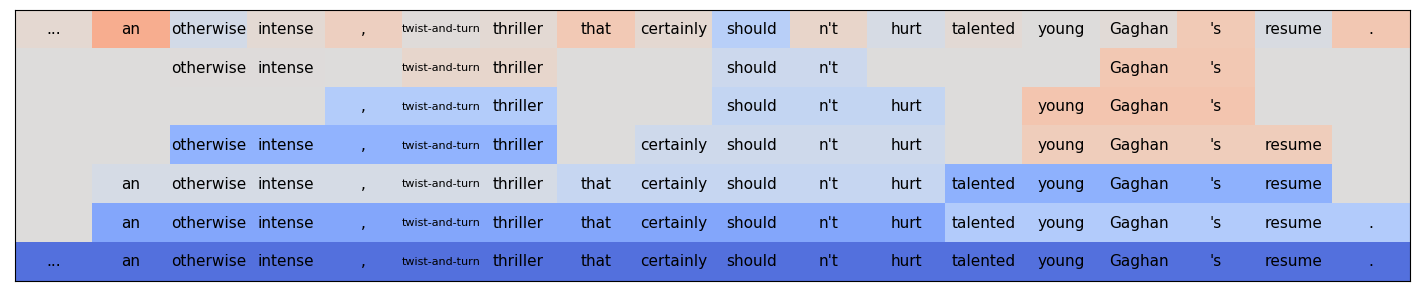 ... an otherwise intense , twist-and-turn thriller that certainly should n't hurt talented young Gaghan 's resume .
otherwise intense twist-and-turn thriller should n't Gaghan 's
, twist-and-turn thriller should n't hurt young Gaghan 's
otherwise intense , twist-and-turn thriller certainly should n't hurt young Gaghan 's resume
an otherwise intense , twist-and-turn thriller that certainly should n't hurt talented young Gaghan 's resume
an otherwise intense , twist-and-turn thriller that certainly should n't hurt talented young Gaghan 's resume .
... an otherwise intense , twist-and-turn thriller that certainly should n't hurt talented young Gaghan 's resume .